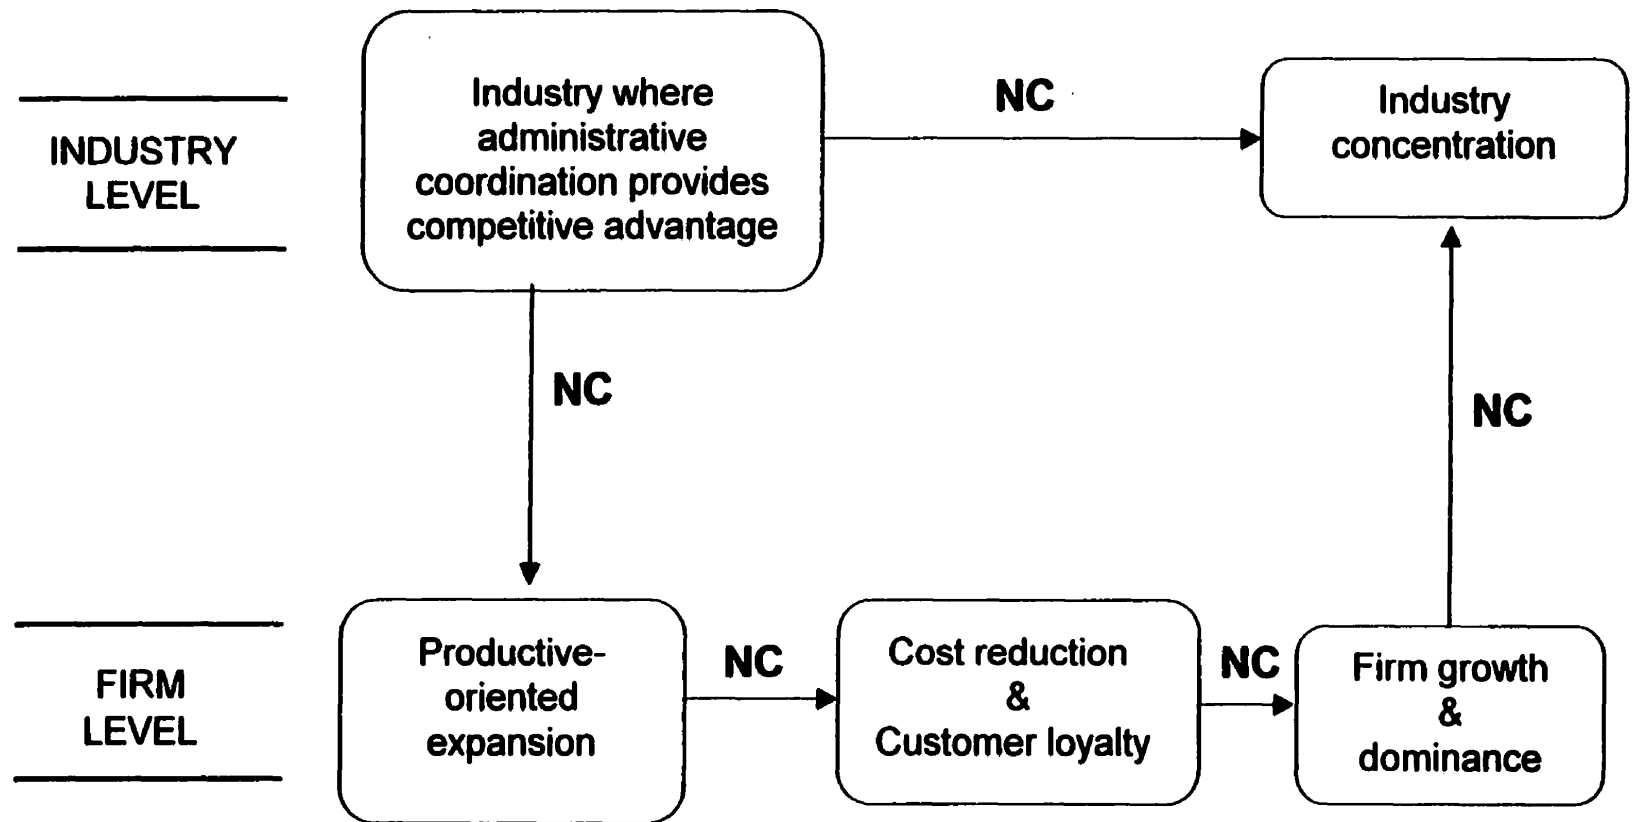 INDUSTRY
LEVEL
Industry where
administrative
coordination provides
competitive advantage
NC
Industry
concentration
NC
NC
FIRM
LEVEL
Productive-
oriented
expansion
NC
Cost reduction
&
Customer loyalty
NC
Firm growth
&
dominance